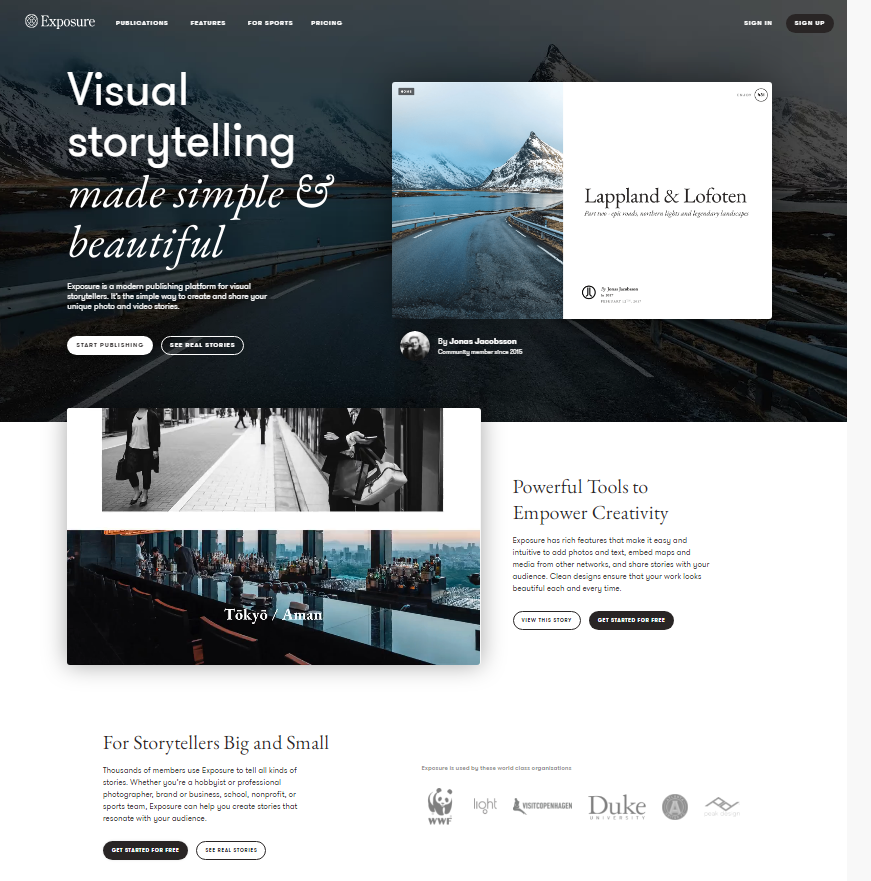 Exposure
PUBLICATIONS
FEATURES
FOR SPORTS
PRICING
SIGN IN
SIGN UP
Visual
storytelling
made simple &
beautiful
Exposure is a modern publishing platform for visual
storytellers. It's the simple way to create and share your
unique photo and video stories.
START PUBLISHING
SEE REAL STORIES
HOME
Lappland & Lofoten
Part two - epic roads, northern lights and legendary landscapes
By Jonas Jacobsson
By Jonas Jacobsson
Community member since 2015
Tōkyō / Aman
Powerful Tools to
Empower Creativity
Exposure has rich features that make it easy and
intuitive to add photos and text, embed maps and
media from other networks, and share stories with your
audience. Clean designs ensure that your work looks
beautiful each and every time.
VIEW THIS STORY
GET STARTED FOR FREE
For Storytellers Big and Small
Thousands of members use Exposure to tell all kinds of
stories. Whether you're a hobbyist or professional
photographer, brand or business, school, nonprofit, or
sports team, Exposure can help you create stories that
resonate with your audience.
GET STARTED FOR FREE
SEE REAL STORIES
Exposure is used by these world class organisations
WWF
light
VISITCOPENHAGEN
Duke
UNIVERSITY
A